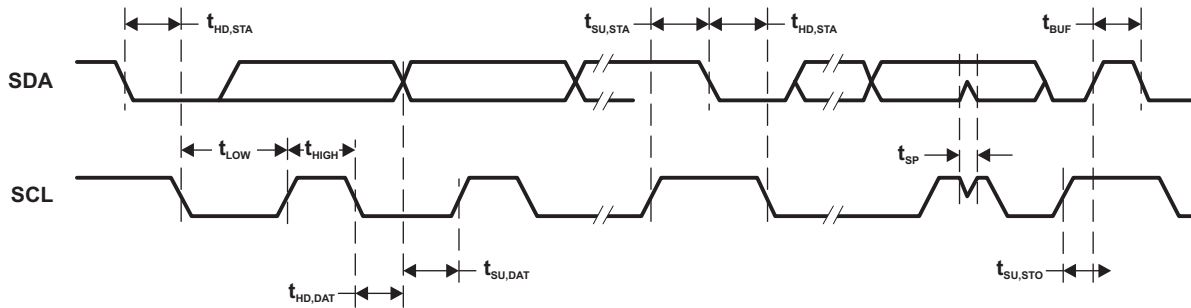 tHD,STA
tSU,STA
tHD,STA
tBUF
SDA
tLOW
tHIGH
tSP
SCL
tSU,DAT
tSU,STO
tHD,DAT